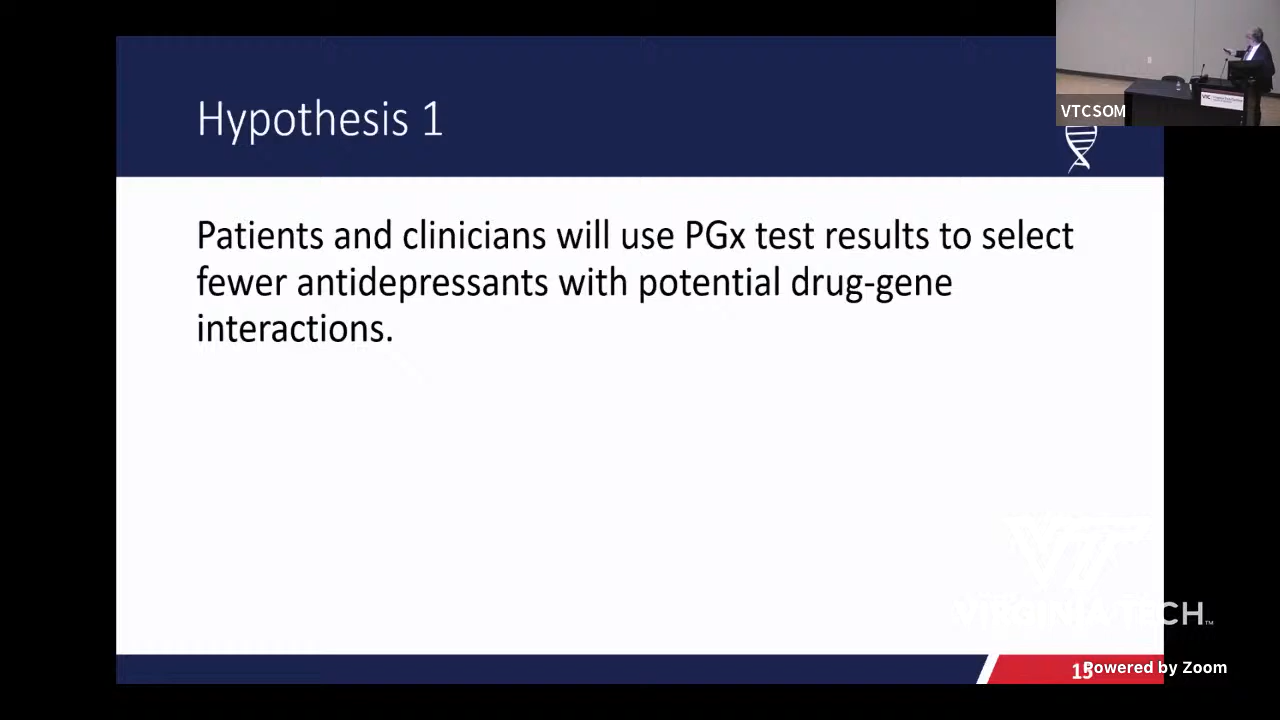 Hypothesis 1
VTCSOM
Patients and clinicians will use PGx test results to select
fewer antidepressants with potential drug-gene
interactions.
VIRGINIA TECH™
15
Powered by Zoom